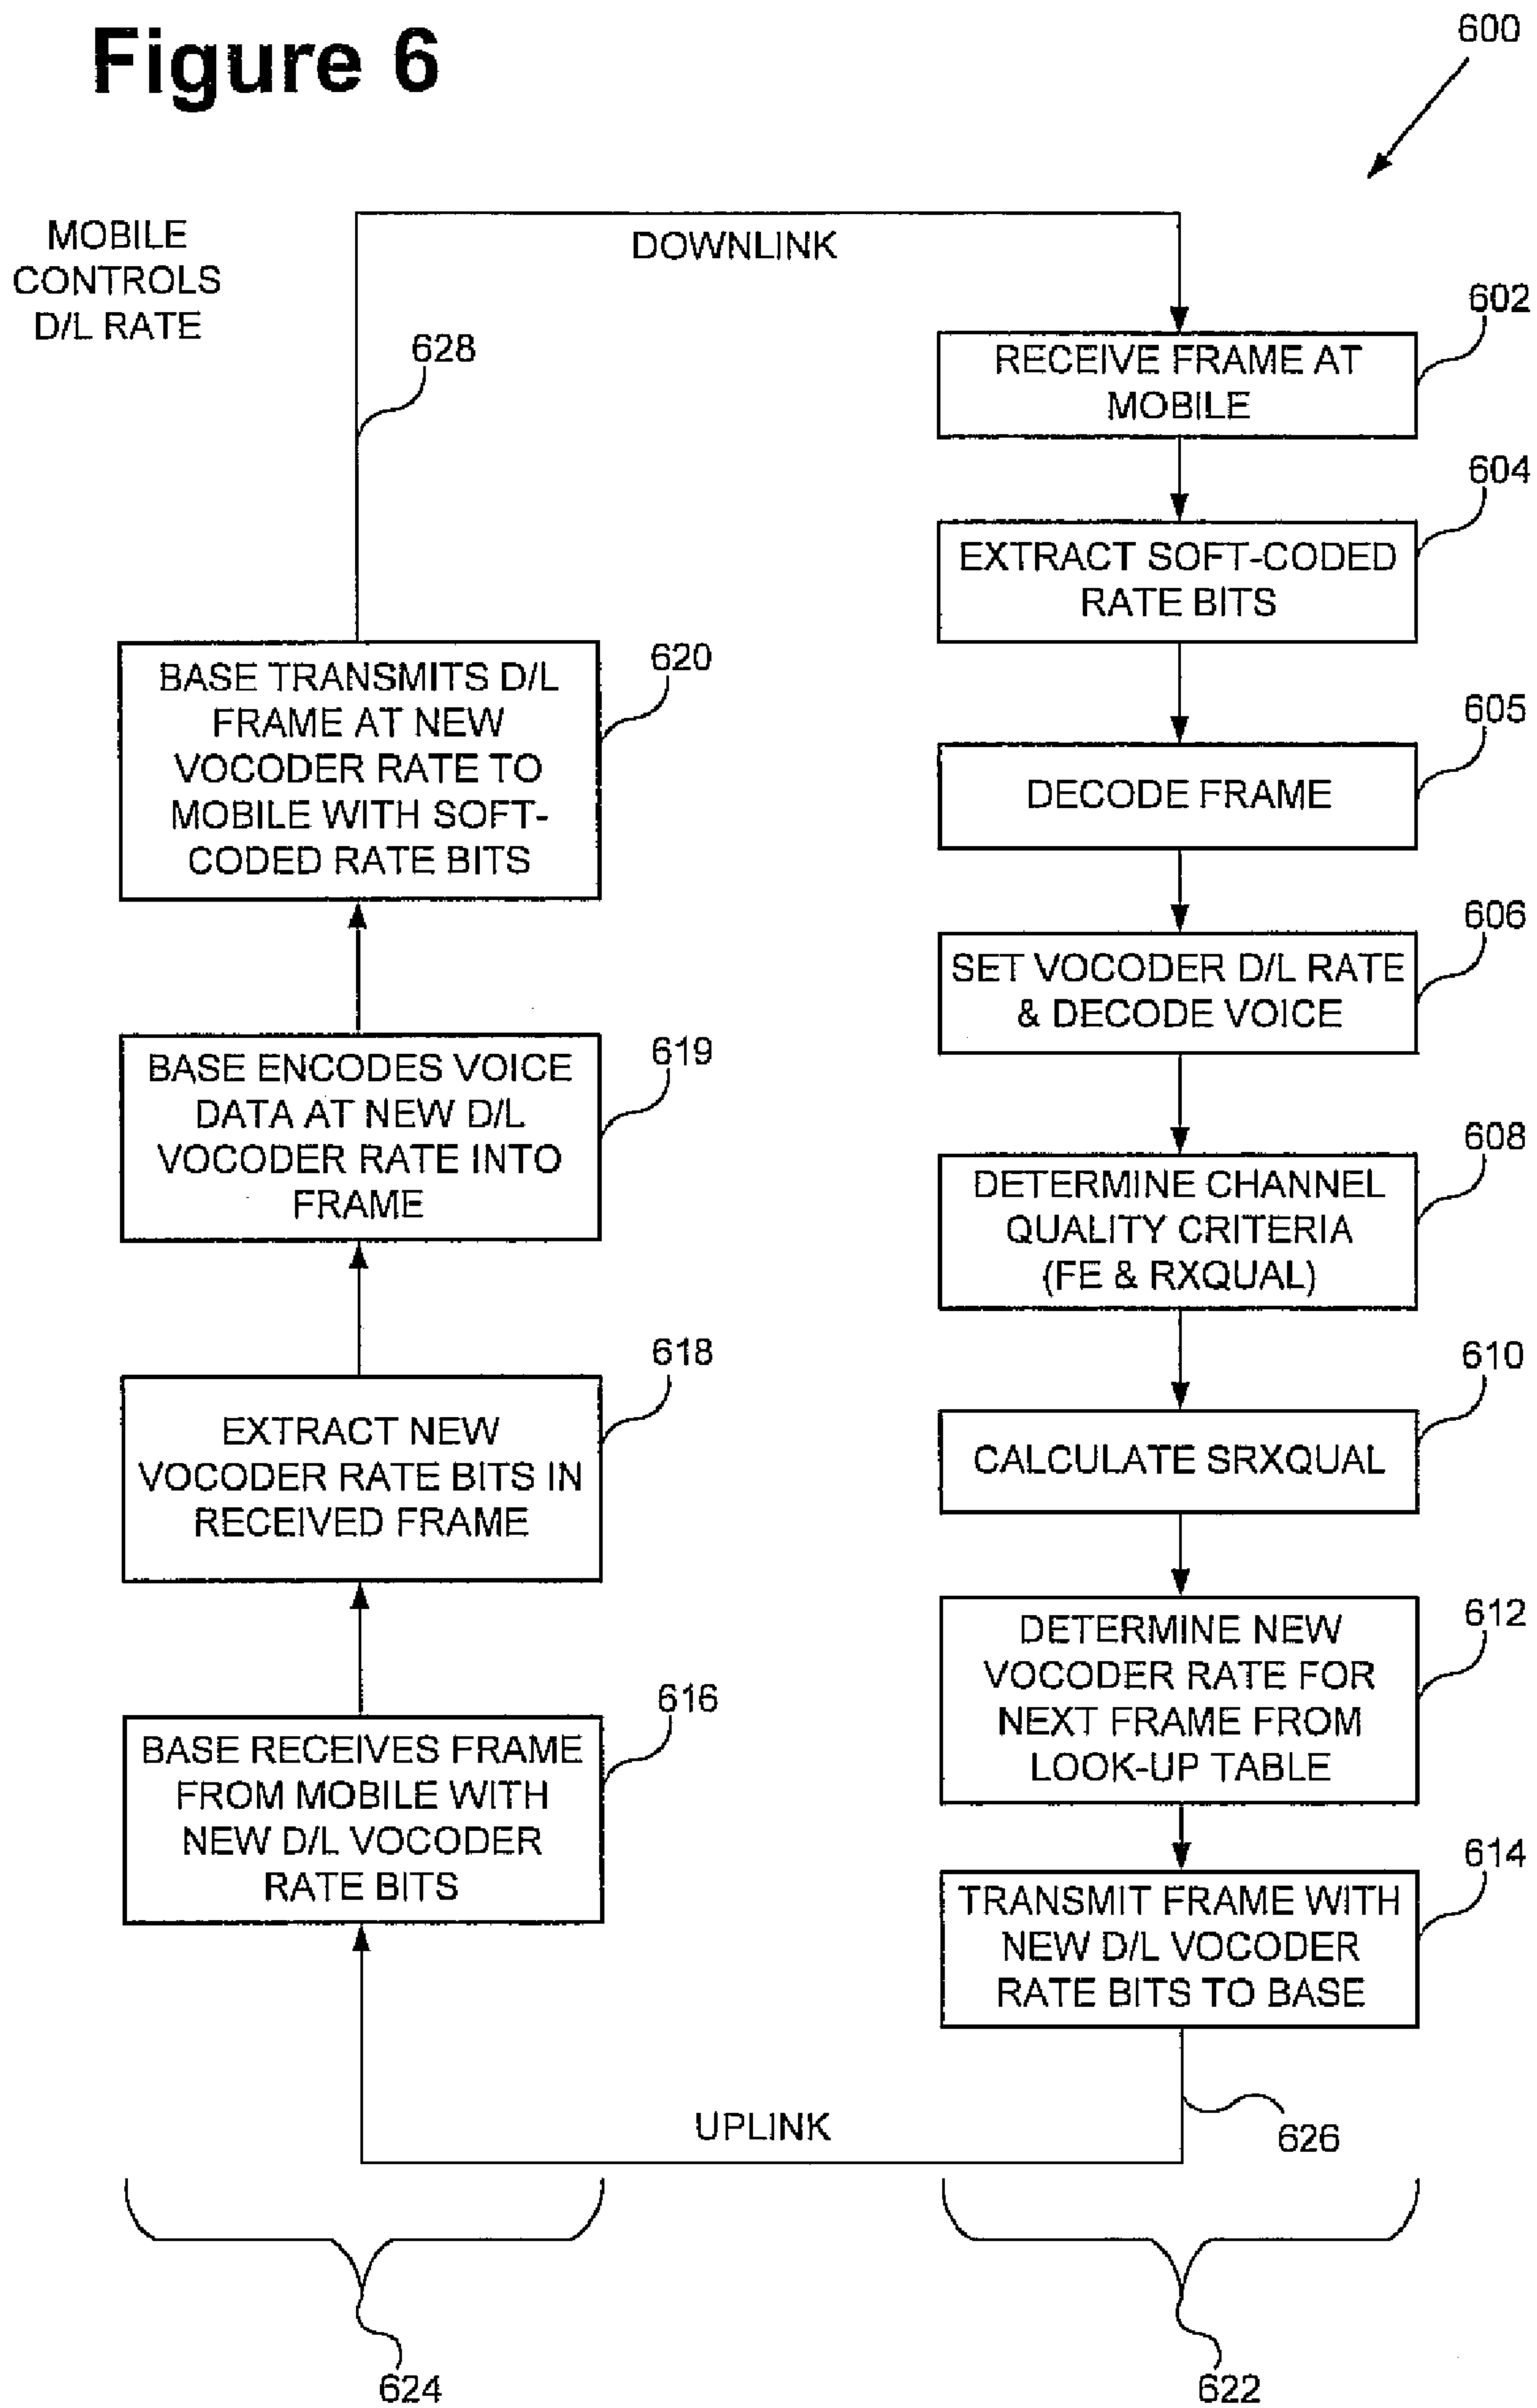 Figure 6
600
MOBILE
CONTROLS
D/L RATE
DOWNLINK
628
602
RECEIVE FRAME AT
MOBILE
604
EXTRACT SOFT-CODED
RATE BITS
605
DECODE FRAME
606
SET VOCODER D/L RATE
& DECODE VOICE
608
DETERMINE CHANNEL
QUALITY CRITERIA
(FE & RXQUAL)
610
CALCULATE SRXQUAL
612
DETERMINE NEW
VOCODER RATE FOR
NEXT FRAME FROM
LOOK-UP TABLE
614
TRANSMIT FRAME WITH
NEW D/L VOCODER
RATE BITS TO BASE
626
UPLINK
616
BASE RECEIVES FRAME
FROM MOBILE WITH
NEW D/L VOCODER
RATE BITS
618
EXTRACT NEW
VOCODER RATE BITS IN
RECEIVED FRAME
619
BASE ENCODES VOICE
DATA AT NEW D/L
VOCODER RATE INTO
FRAME
620
BASE TRANSMITS D/L
FRAME AT NEW
VOCODER RATE TO
MOBILE WITH SOFT-
CODED RATE BITS
624
622